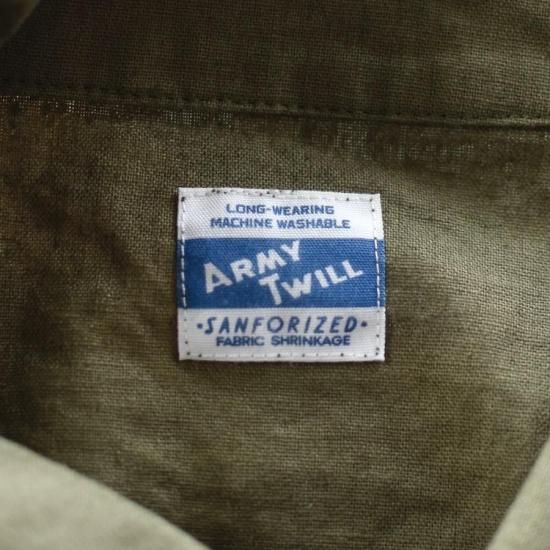 LONG-WEARING
MACHINE WASHABLE
ARMY
TWILL
·SANFORIZED·
FABRIC SHRINKAGE